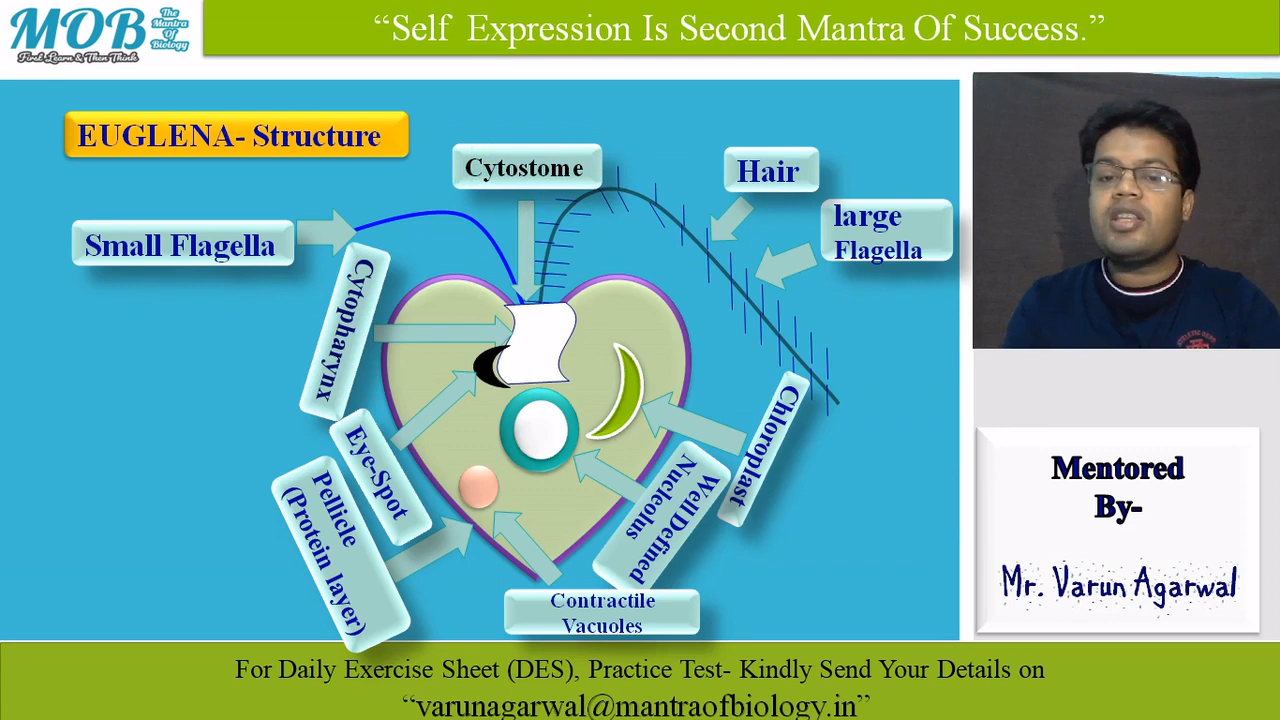 MOB
The
Mantra
Of
Biology
First Learn & Then Think
“Self Expression Is Second Mantra Of Success.”
EUGLENA- Structure
Cytostome
Hair
large
Flagella
Small Flagella
Cytopharynx
Eye-Spot
Pellicle
(Protein layer)
Chloroplast
Well Defined
Nucleolus
Contractile
Vacuoles
Mentored
By-
Mr. Varun Agarwal
For Daily Exercise Sheet (DES), Practice Test- Kindly Send Your Details on
“varunagarwal@mantraofbiology.in”